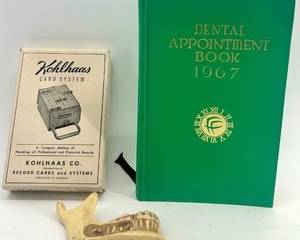 Kohlhaas
CARD SYSTEM
A Compact Method of
Handling all Professional and Financial Records
KOHLHAAS CO.
RECORD CARDS and SYSTEMS
DENTAL
APPOINTMENT
BOOK
1967